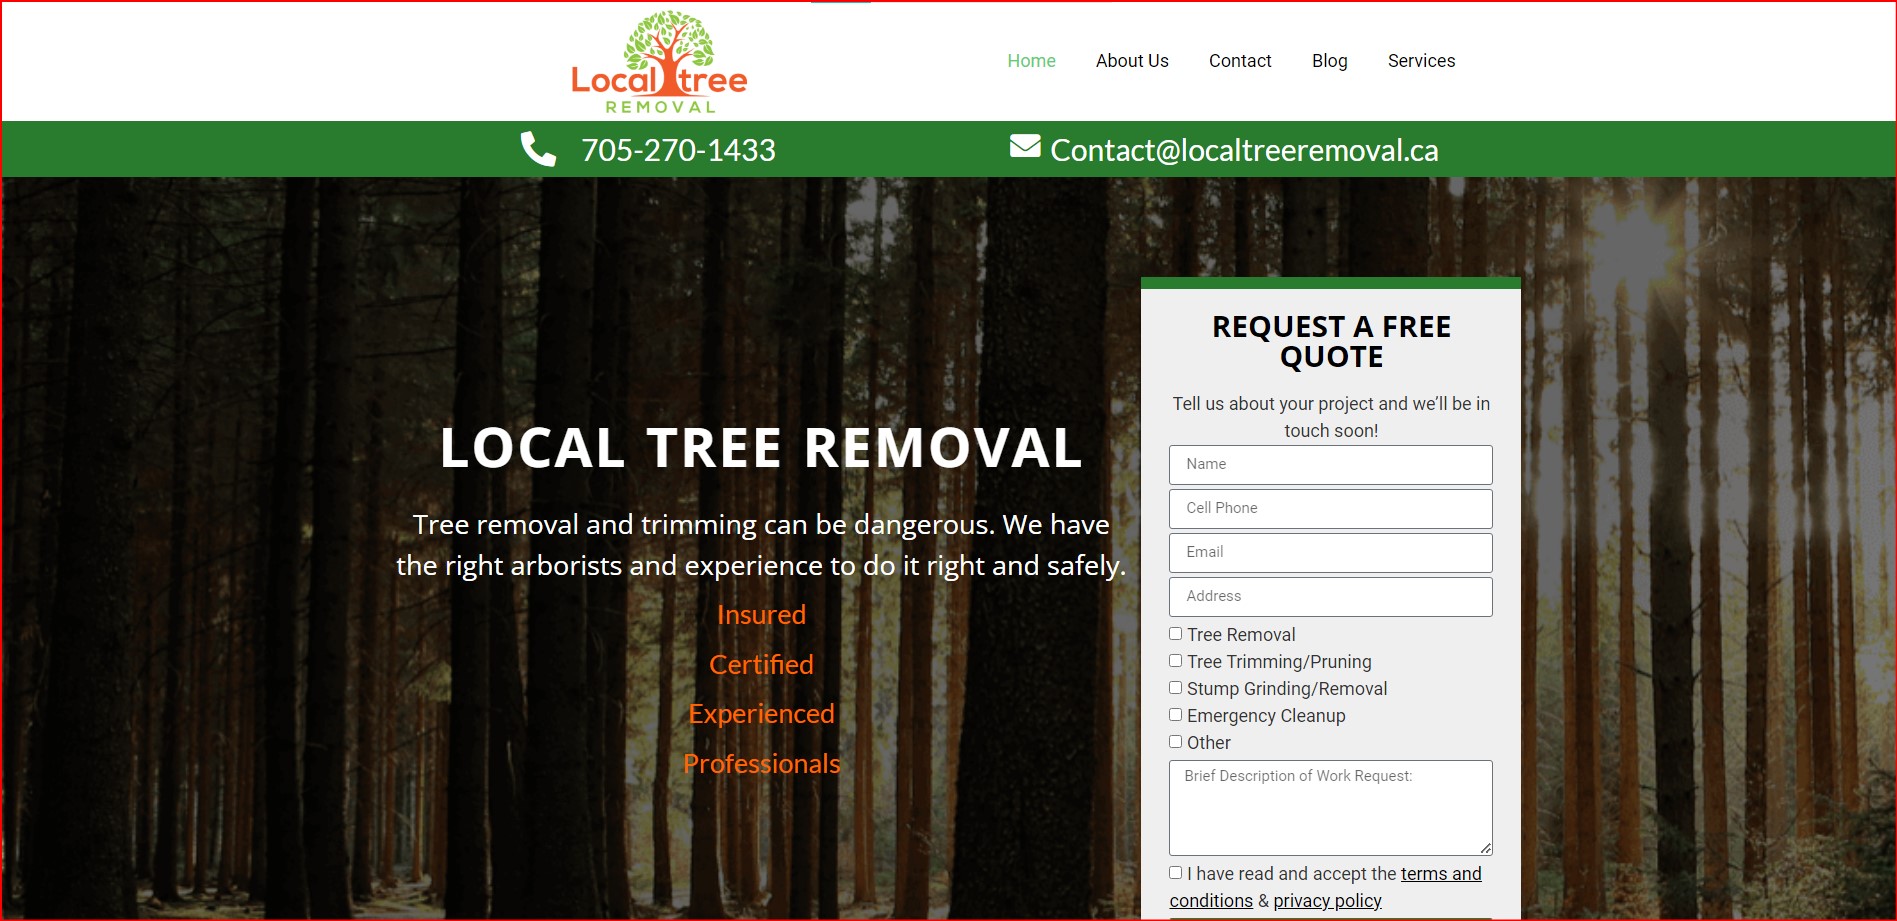 Local tree
REMOVAL
Home
About Us
Contact
Blog
Services
705-270-1433
Contact@localtreeremoval.ca
LOCAL TREE REMOVAL
Tree removal and trimming can be dangerous. We have
the right arborists and experience to do it right and safely.
Insured
Certified
Experienced
Professionals
REQUEST A FREE
QUOTE
Tell us about your project and we’ll be in
touch soon!
Name
Cell Phone
Email
Address
Tree Removal
Tree Trimming/Pruning
Stump Grinding/Removal
Emergency Cleanup
Other
Brief Description of Work Request:
I have read and accept the terms and
conditions & privacy policy